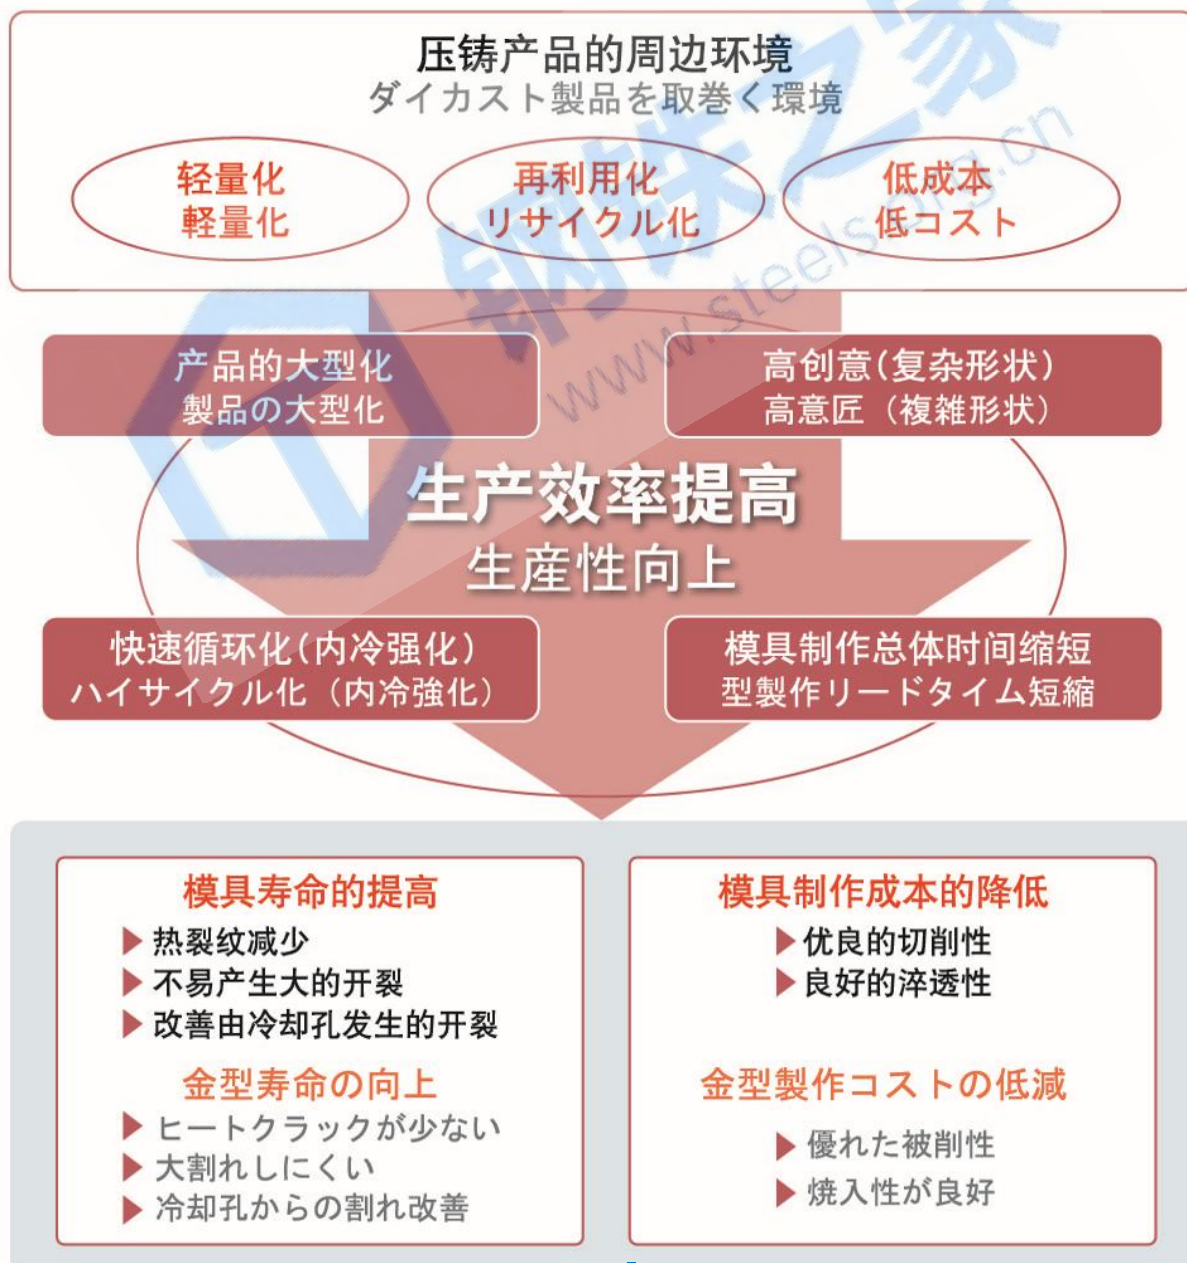 压铸产品的周边环境
ダイカスト製品を取巻く環境
轻量化
軽量化
再利用化
リサイクル化
低成本
低コスト
钢铁之家
www.steelsorg.cn
产品的大型化
製品の大型化
高创意(复杂形状)
高意匠（複雑形状）
生产效率提高
生産性向上
快速循环化(内冷强化)
ハイサイクル化（内冷強化）
模具制作总体时间缩短
型製作リードタイム短縮
模具寿命的提高
▶热裂纹减少
▶不易产生大的开裂
▶改善由冷却孔发生的开裂
金型寿命の向上
▶ヒートクラックが少ない
▶大割れしにくい
▶冷却孔からの割れ改善
模具制作成本的降低
▶优良的切削性
▶良好的淬透性
金型製作コストの低減
▶優れた被削性
▶焼入性が良好